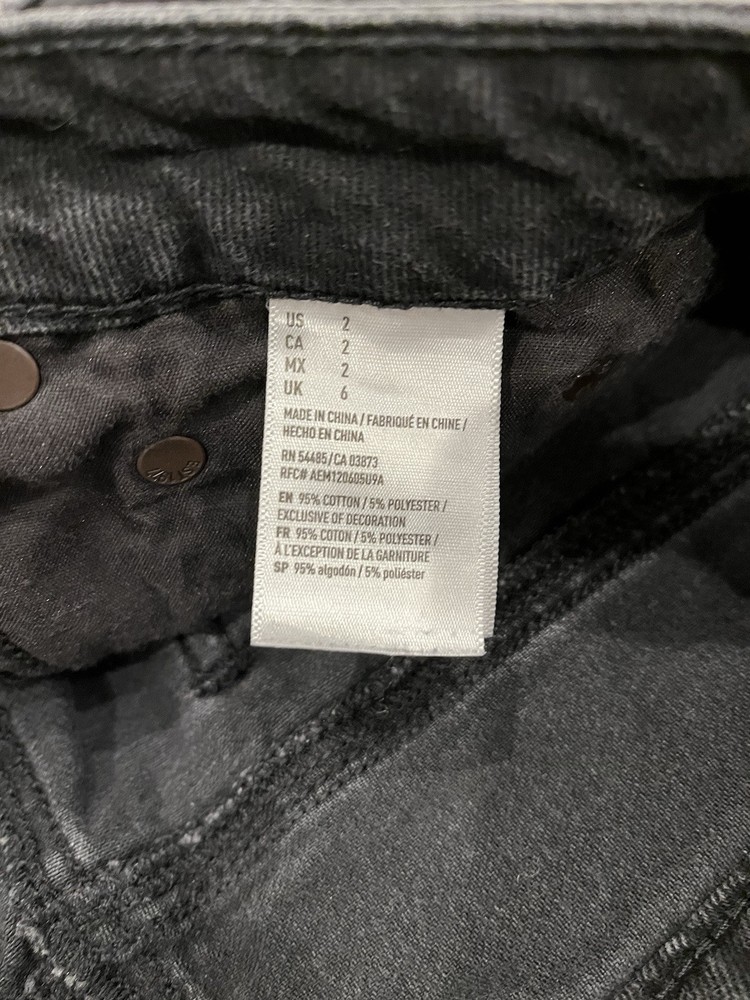 US 2
CA 2
MX 2
UK 6
MADE IN CHINA / FABRIQUÉ EN CHINE /
HECHO EN CHINA
RN 54485/CA 03873
RFC# AEM120605U9A
EN 95% COTTON / 5% POLYESTER /
EXCLUSIVE OF DECORATION
FR 95% COTON / 5% POLYESTER /
À L'EXCEPTION DE LA GARNITURE
SP 95% algodón / 5% poliéster